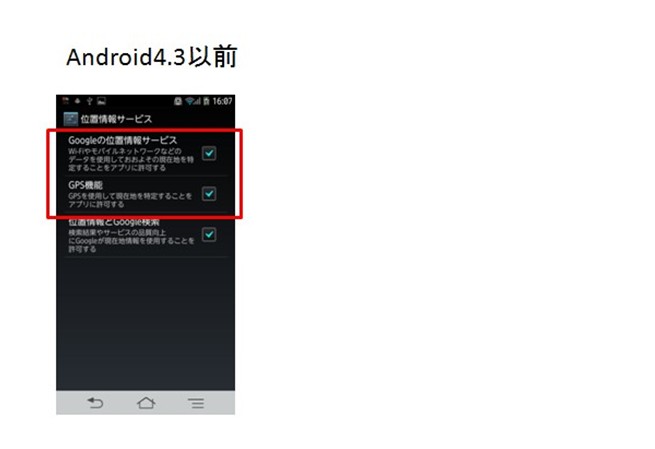 Android4.3以前
16:07
位置情報サービス
Googleの位置情報サービス
Wi-Fiやモバイルネットワークなどの
データを使用しておおよその現在地を特
定することをアプリに許可する
GPS機能
GPSを使用して現在地を特定することを
アプリに許可する
位置情報とGoogle検索
検索結果やサービスの品質向上
にGoogleが現在地情報を使用することを
許可する